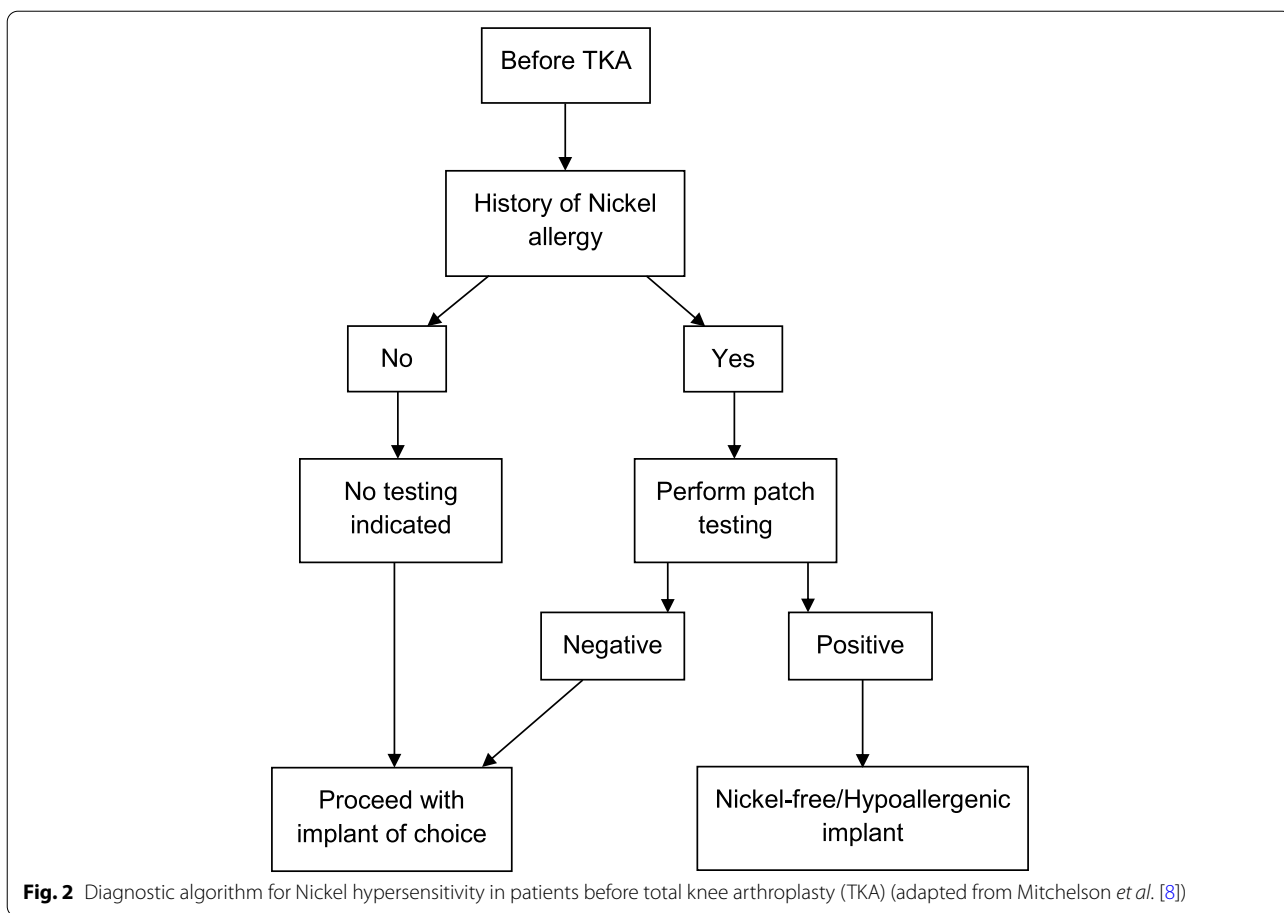 Before TKA
History of Nickel
allergy
No
Yes
No testing
indicated
Perform patch
testing
Negative
Positive
Proceed with
implant of choice
Nickel-free/Hypoallergenic
implant
Fig. 2 Diagnostic algorithm for Nickel hypersensitivity in patients before total knee arthroplasty (TKA) (adapted from Mitchelson et al. [8])